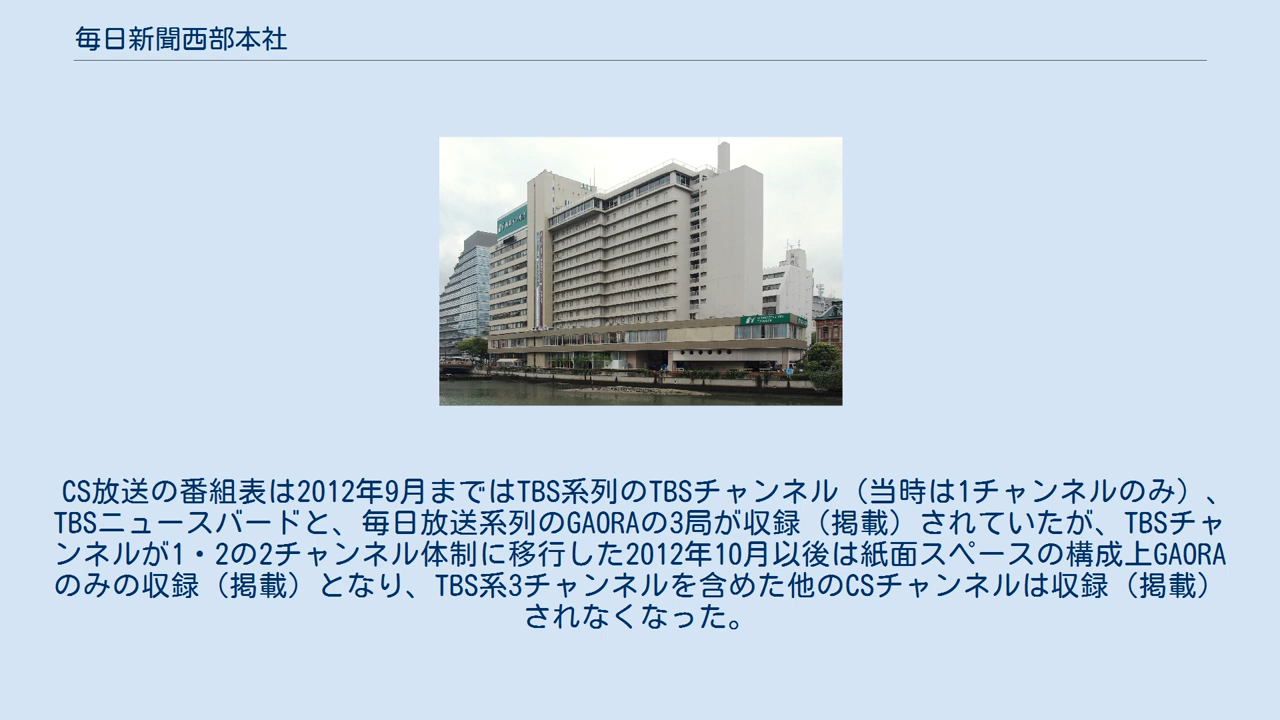 毎日新聞西部本社
CS放送の番組表は2012年9月まではTBS系列のTBSチャンネル（当時は1チャンネルのみ）、
TBSニュースバードと、毎日放送系列のGAORAの3局が収録（掲載）されていたが、TBSチャ
ンネルが1・2の2チャンネル体制に移行した2012年10月以後は紙面スペースの構成上GAORA
のみの収録（掲載）となり、TBS系3チャンネルを含めた他のCSチャンネルは収録（掲載）
されなくなった。